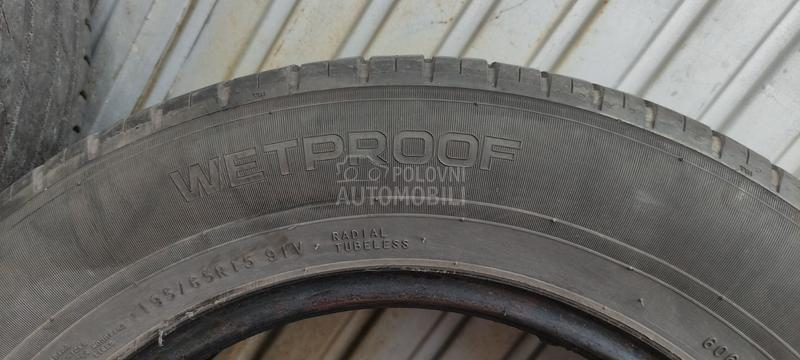 WETPROOF
POLOVNI
AUTOMOBILI
195/65R15 91V
RADIAL
TUBELESS